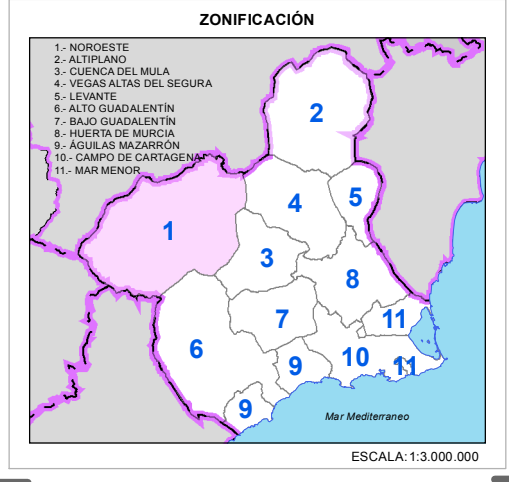 ZONIFICACIÓN
1.- NOROESTE
2.- ALTIPLANO
3.- CUENCA DEL MULA
4.- VEGAS ALTAS DEL SEGURA
5.- LEVANTE
6.- ALTO GUADALENTÍN
7.- BAJO GUADALENTÍN
8.- HUERTA DE MURCIA
9.- ÁGUILAS MAZARRÓN
10.- CAMPO DE CARTAGENA
11.- MAR MENOR
2
5
4
1
3
8
7
11
6
10
9
11
9
Mar Mediterraneo
ESCALA: 1:3.000.000